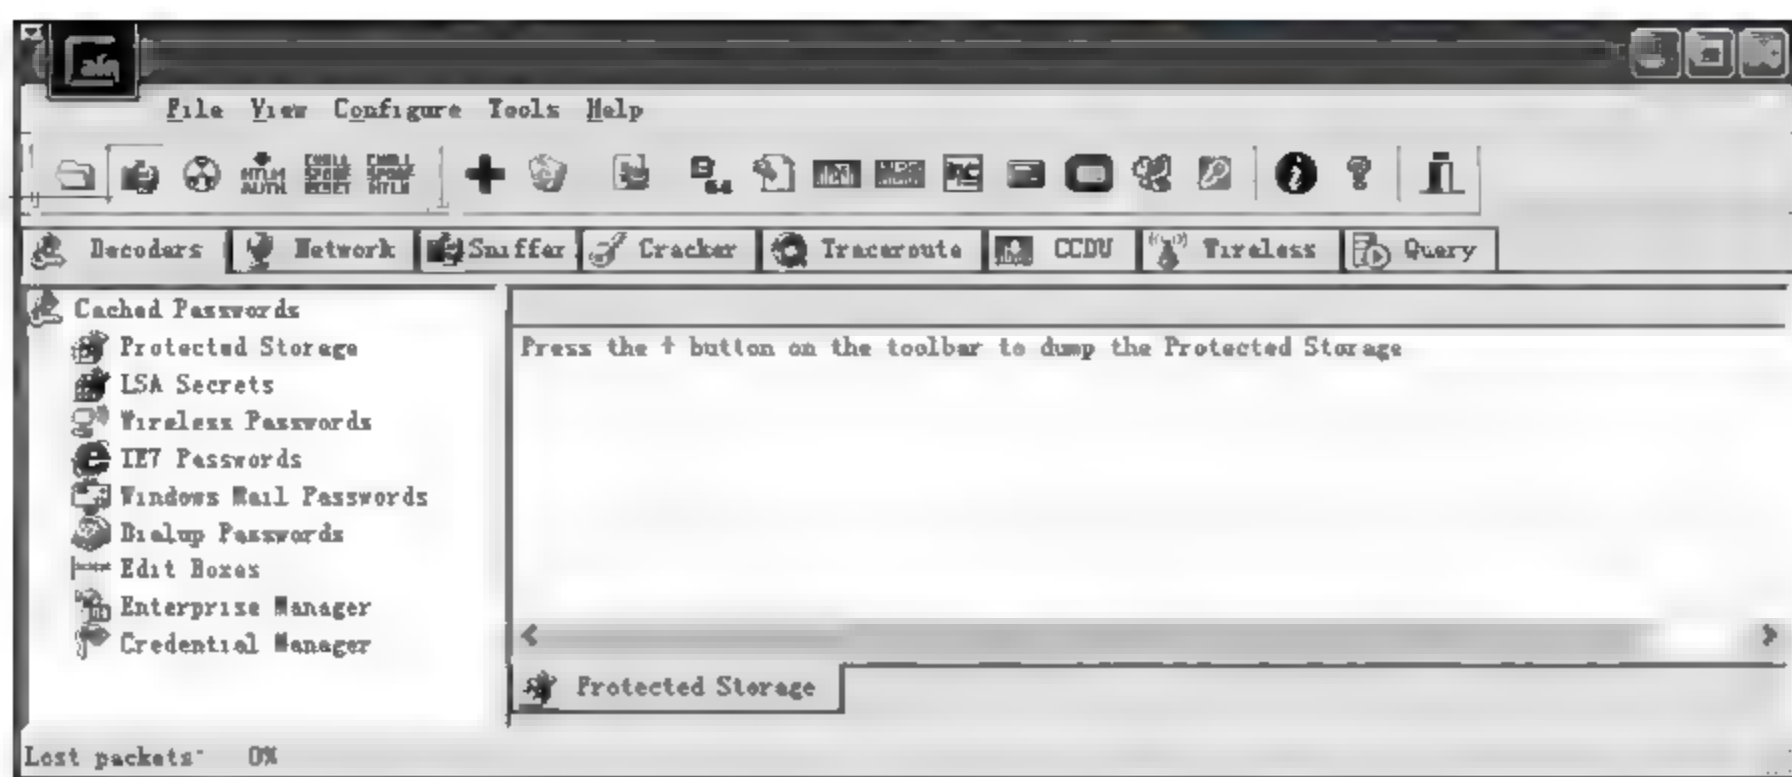 File View Configure Tools Help
Decoders Network Sniffer Cracker Traceroute CCDU Wireless Query
Cached Passwords
Protected Storage
LSA Secrets
Wireless Passwords
IE7 Passwords
Windows Mail Passwords
Dialup Passwords
Edit Boxes
Enterprise Manager
Credential Manager
Press the + button on the toolbar to dump the Protected Storage
Protected Storage
Lost packets: 0%